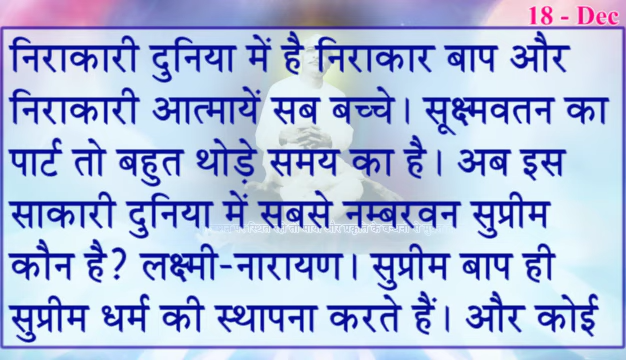 18 - Dec
निराकारी दुनिया में है निराकार बाप और
निराकारी आत्मायें सब बच्चे। सूक्ष्मवतन का
पार्ट तो बहुत थोड़े समय का है। अब इस
साकारी दुनिया में सबसे नम्बरवन सुप्रीम
कौन है? लक्ष्मी-नारायण। सुप्रीम बाप ही
सुप्रीम धर्म की स्थापना करते हैं। और कोई